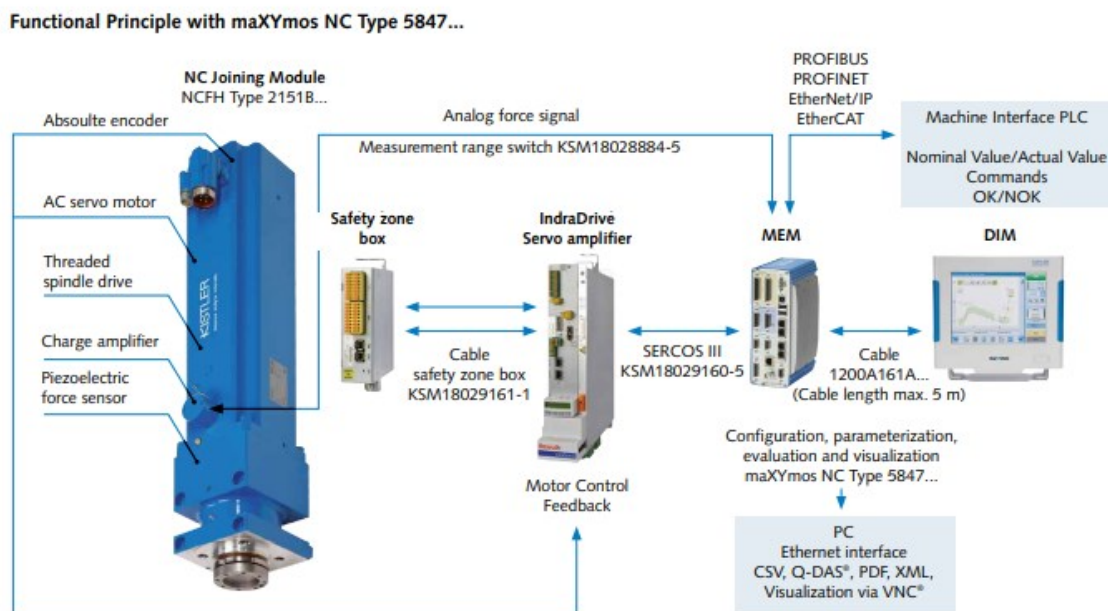 Functional Principle with maXYmos NC Type 5847...
NC Joining Module
NCFH Type 2151B...
Absoulte encoder
AC servo motor
Threaded
spindle drive
Charge amplifier
Piezoelectric
force sensor
KISTLER
Analog force signal
Measurement range switch KSM18028884-5
PROFIBUS
PROFINET
EtherNet/IP
EtherCAT
Machine Interface PLC
Nominal Value/Actual Value
Commands
OK/NOK
Safety zone
box
IndraDrive
Servo amplifier
MEM
DIM
Cable
safety zone box
KSM18029161-1
SERCOS III
KSM18029160-5
Cable
1200A161A...
(Cable length max. 5 m)
Motor Control
Feedback
Configuration, parameterization,
evaluation and visualization
maXYmos NC Type 5847...
PC
Ethernet interface
CSV, Q-DAS®, PDF, XML,
Visualization via VNC®